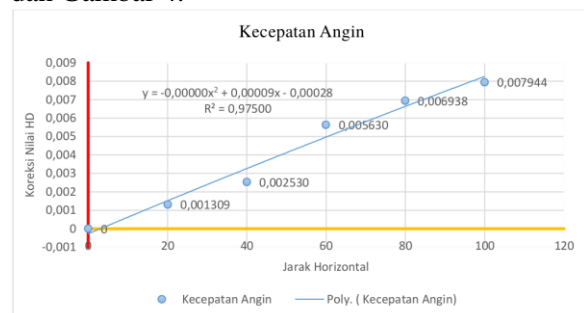 dan Gambar 4.
Kecepatan Angin
0,009
0,008
0,007
0,006
0,005
0,004
0,003
0,002
0,001
0
-0,001
Koreksi Nilai HD
y = -0,00000x² + 0,00009x - 0,00028
R² = 0,97500
0
0,001309
0,002530
0,005630
0,006938
0,007944
0 20 40 60 80 100 120
Jarak Horizontal
Kecepatan Angin Poly. ( Kecepatan Angin)